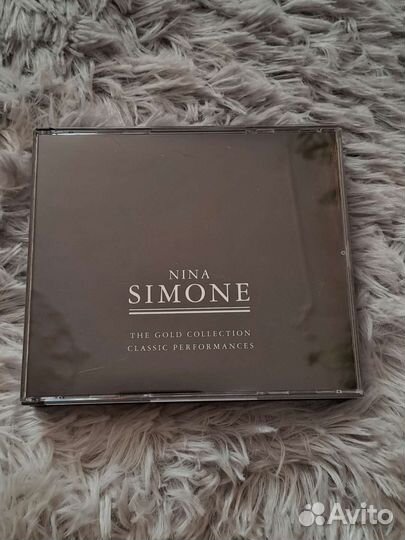 NINA
SIMONE
THE GOLD COLLECTION
CLASSIC PERFORMANCES
Avito